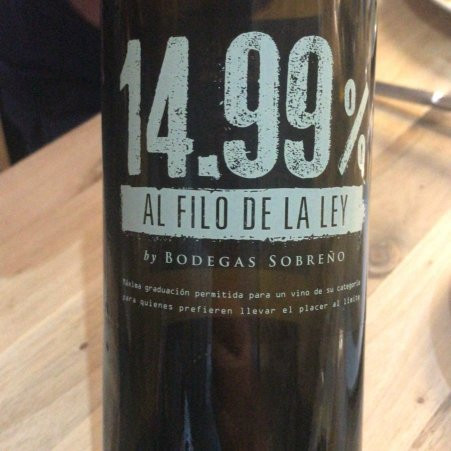 14.99%
AL FILO DE LA LEY
by BODEGAS SOBREÑO
Máxima graduación permitida para un vino de su categoría
para quienes prefieren llevar el placer al límite